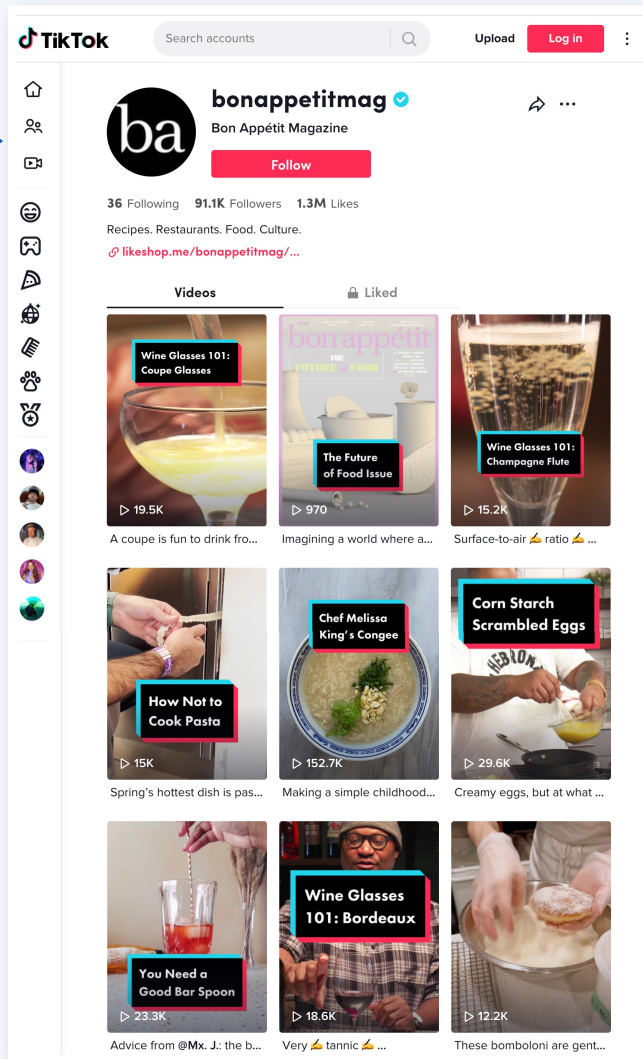 TikTok
Search accounts
Upload
Log in
ba
bonappetitmag
Bon Appétit Magazine
Follow
36 Following 91.1K Followers 1.3M Likes
Recipes. Restaurants. Food. Culture.
likeshop.me/bonappetitmag/...
Videos
Liked
Wine Glasses 101:
Coupe Glasses
19.5K
A coupe is fun to drink fro...
bon appétit
THE
FUTURE of FOOD
The Future
of Food Issue
970
Imagining a world where a...
Wine Glasses 101:
Champagne Flute
15.2K
Surface-to-air ✍️ ratio ✍️ ...
How Not to
Cook Pasta
15K
Spring's hottest dish is pas...
Chef Melissa
King's Congee
152.7K
Making a simple childhood...
Corn Starch
Scrambled Eggs
HEBRON
29.6K
Creamy eggs, but at what ...
You Need a
Good Bar Spoon
23.3K
Advice from @Mx. J.: the b...
Wine Glasses
101: Bordeaux
18.6K
Very ✍️ tannic ✍️ ...
12.2K
These bomboloni are gent...